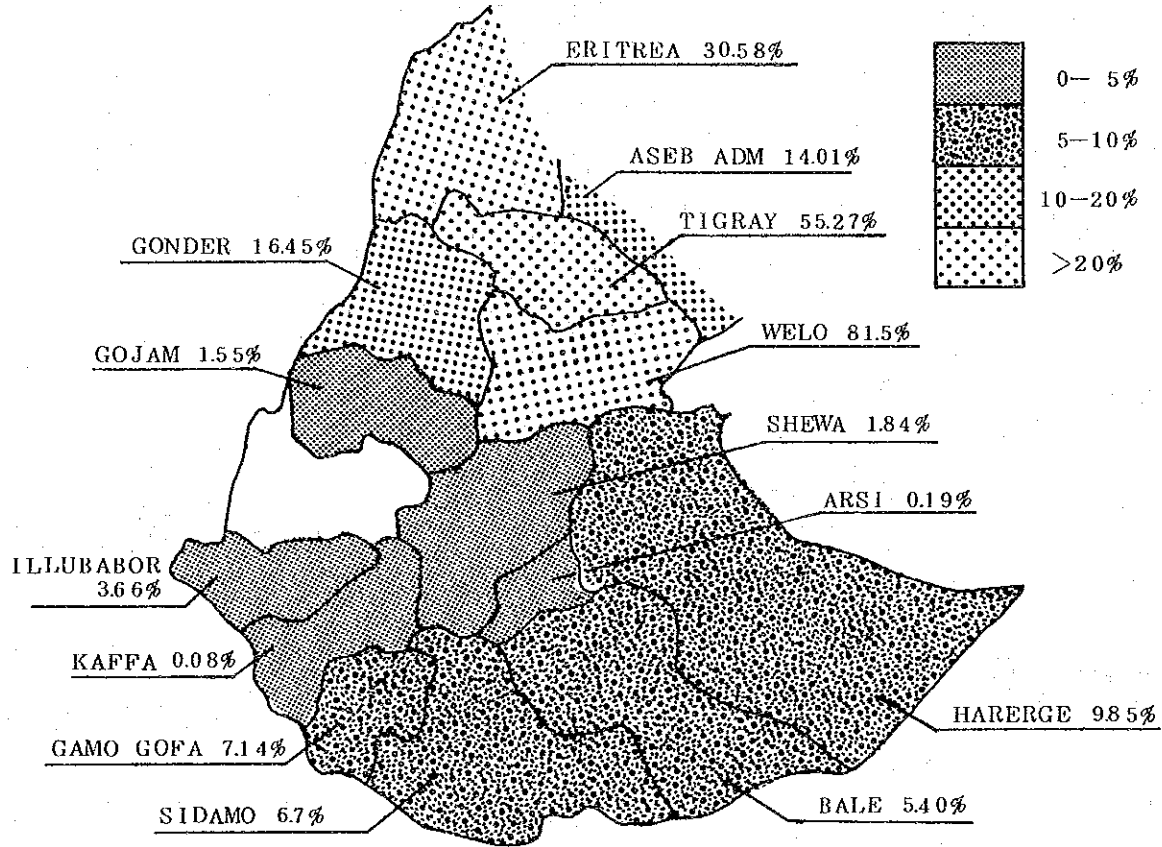 ERITREA 30.58%
ASEB ADM 14.01%
TIGRAY 55.27%
GONDER 16.45%
WELO 81.5%
GOJAM 1.55%
SHEWA 1.84%
ARSI 0.19%
ILLUBABOR
3.66%
KAFFA 0.08%
HARERGE 9.85%
GAMO GOFA 7.14%
BALE 5.40%
SIDAMO 6.7%
0-- 5%
5--10%
10--20%
>20%